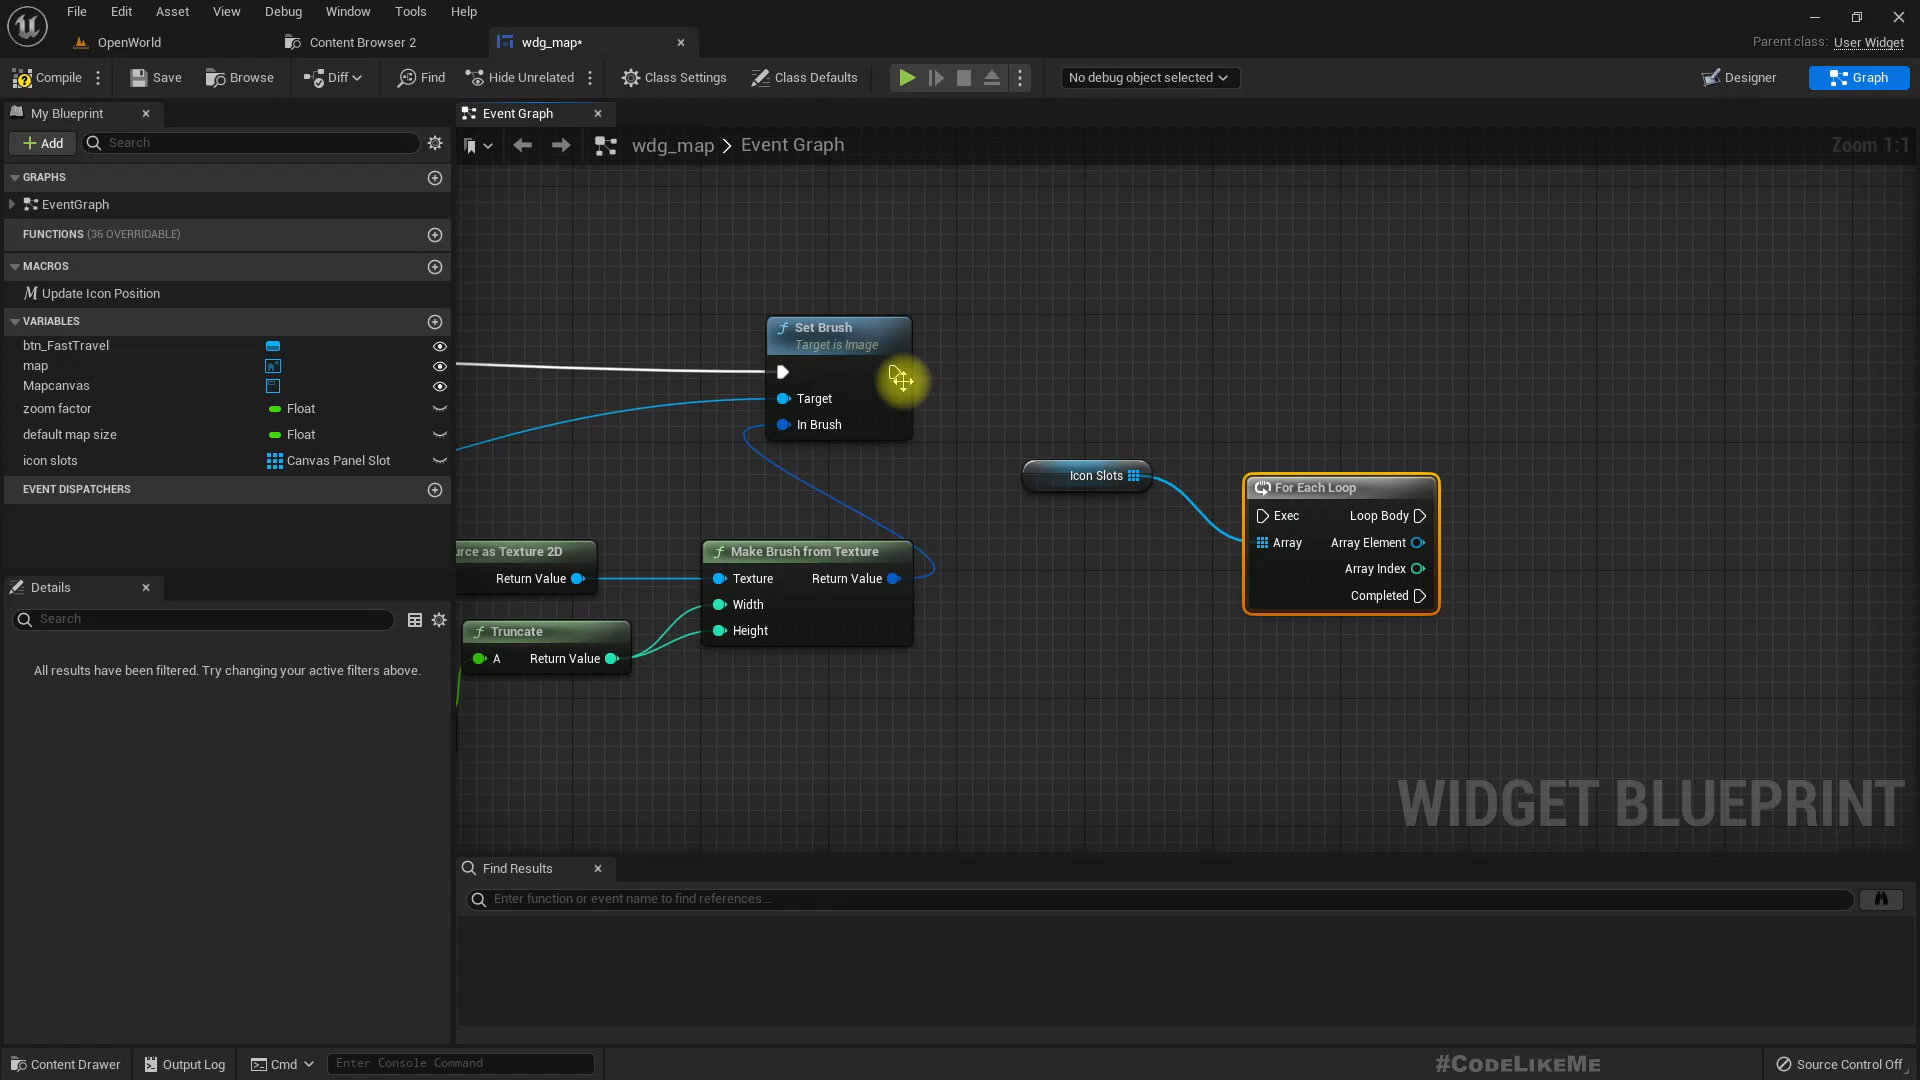 File Edit Asset View Debug Window Tools Help
OpenWorld Content Browser 2 wdg_map*
Parent class: User Widget
Compile Save Browse Diff Find Hide Unrelated Class Settings Class Defaults No debug object selected Designer Graph
My Blueprint
Event Graph
Add Search
wdg_map > Event Graph
Zoom 1:1
GRAPHS
EventGraph
FUNCTIONS (36 OVERRIDABLE)
MACROS
Update Icon Position
VARIABLES
btn_FastTravel
map
Mapcanvas
zoom factor Float
default map size Float
icon slots Canvas Panel Slot
EVENT DISPATCHERS
Details
Search
All results have been filtered. Try changing your active filters above.
Set Brush
Target is Image
Target
In Brush
Icon Slots
For Each Loop
Exec Loop Body
Array Array Element
Array Index
Completed
urce as Texture 2D
Return Value
Make Brush from Texture
Texture Return Value
Width
Height
Truncate
A Return Value
WIDGET BLUEPRINT
Find Results
Enter function or event name to find references...
Content Drawer Output Log Cmd Enter Console Command
#CODELIKEME
Source Control Off